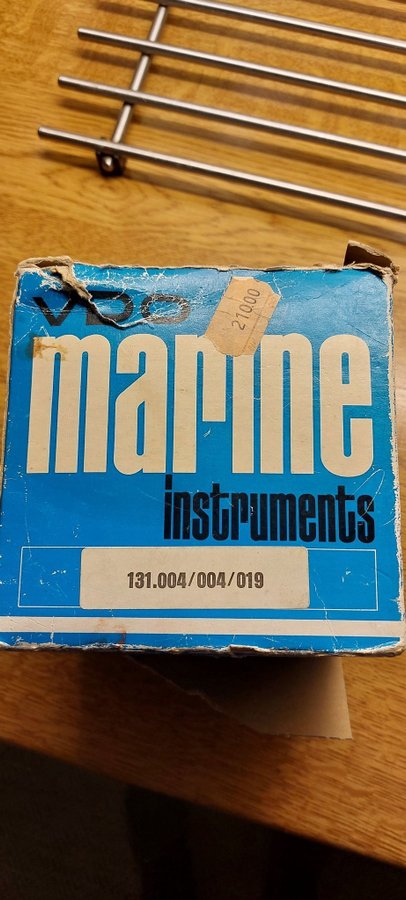 VDO
21000
marine
instruments
131.004/004/019